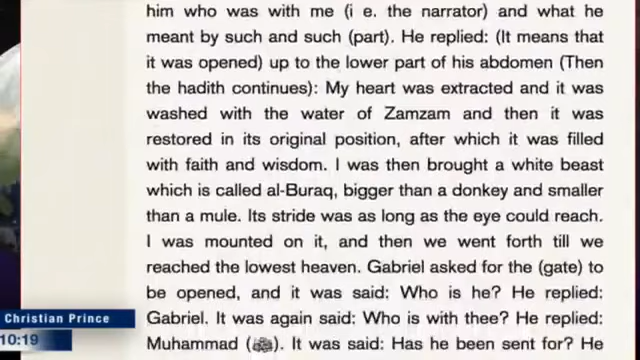 him who was with me (i e. the narrator) and what he
meant by such and such (part). He replied: (It means that
it was opened) up to the lower part of his abdomen (Then
the hadith continues): My heart was extracted and it was
washed with the water of Zamzam and then it was
restored in its original position, after which it was filled
with faith and wisdom. I was then brought a white beast
which is called al-Buraq, bigger than a donkey and smaller
than a mule. Its stride was as long as the eye could reach.
I was mounted on it, and then we went forth till we
reached the lowest heaven. Gabriel asked for the (gate) to
be opened, and it was said: Who is he? He replied:
Gabriel. It was again said: Who is with thee? He replied:
Muhammad (ﷺ). It was said: Has he been sent for? He
Christian Prince
10:19